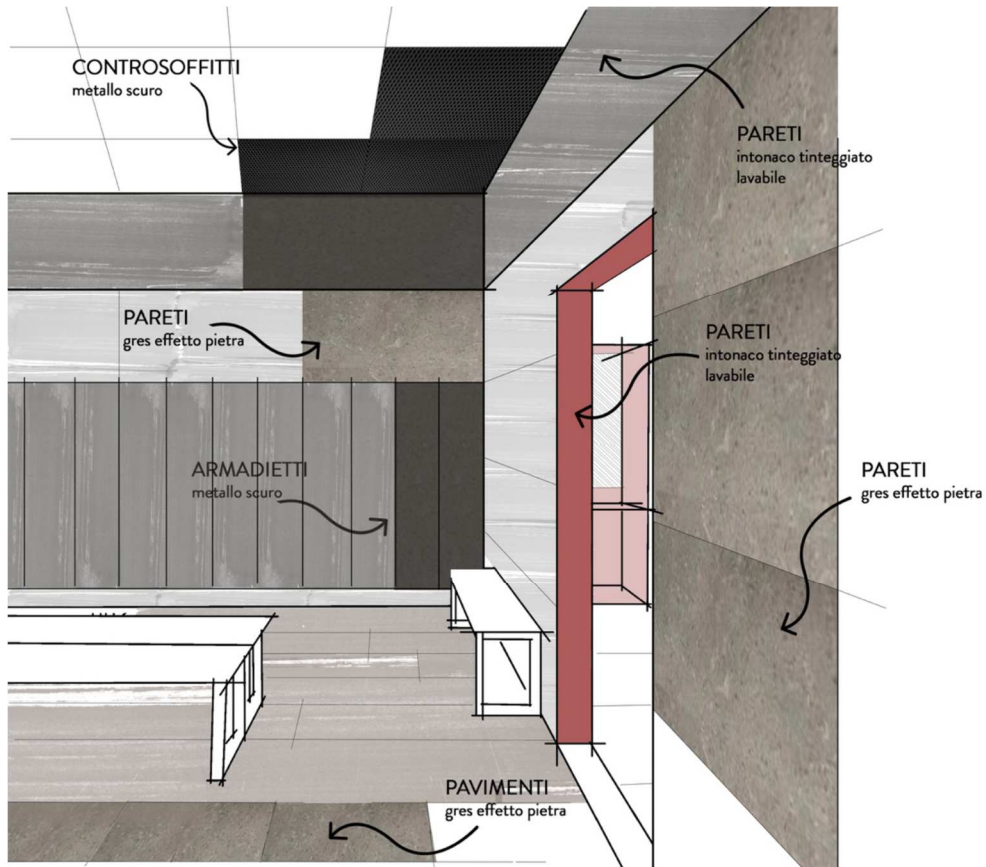 CONTROSOFFITTI
metallo scuro
PARETI
intonaco tinteggiato
lavabile
PARETI
gres effetto pietra
PARETI
intonaco tinteggiato
lavabile
ARMADIETTI
metallo scuro
PARETI
gres effetto pietra
PAVIMENTI
gres effetto pietra